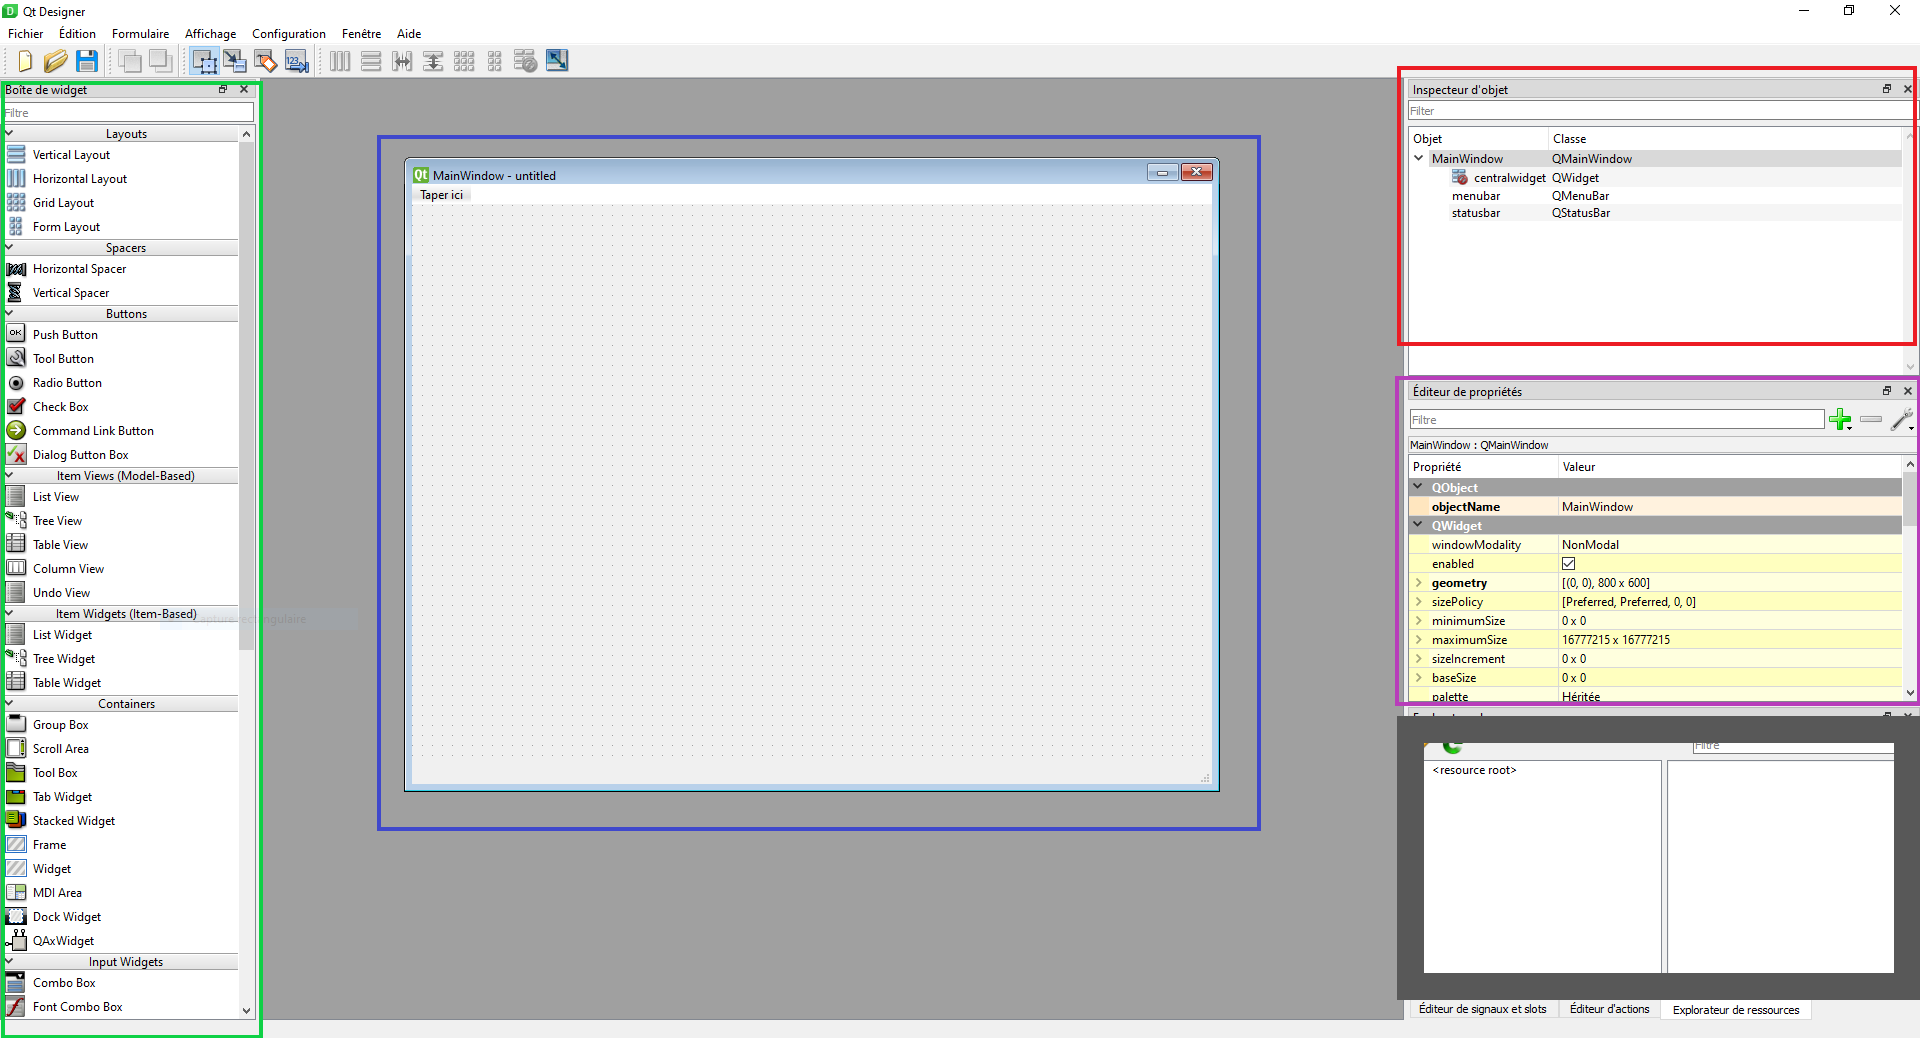 Qt Designer
Fichier Édition Formulaire Affichage Configuration Fenêtre Aide
Boîte de widget
Filtre
Layouts
Vertical Layout
Horizontal Layout
Grid Layout
Form Layout
Spacers
Horizontal Spacer
Vertical Spacer
Buttons
Push Button
Tool Button
Radio Button
Check Box
Command Link Button
Dialog Button Box
Item Views (Model-Based)
List View
Tree View
Table View
Column View
Undo View
Item Widgets (Item-Based)
List Widget
Tree Widget
Table Widget
Containers
Group Box
Scroll Area
Tool Box
Tab Widget
Stacked Widget
Frame
Widget
MDI Area
Dock Widget
QAxWidget
Input Widgets
Combo Box
Font Combo Box
MainWindow - untitled
Taper ici
Inspecteur d'objet
Filter
Objet Classe
MainWindow QMainWindow
centralwidget QWidget
menubar QMenuBar
statusbar QStatusBar
Éditeur de propriétés
Filtre
MainWindow : QMainWindow
Propriété Valeur
QObject
objectName MainWindow
QWidget
windowModality NonModal
enabled
geometry [(0, 0), 800 x 600]
sizePolicy [Preferred, Preferred, 0, 0]
minimumSize 0 x 0
maximumSize 16777215 x 16777215
sizeIncrement 0 x 0
baseSize 0 x 0
palette Héritée
Filtre
<resource root>
Éditeur de signaux et slots Éditeur d'actions Explorateur de ressources